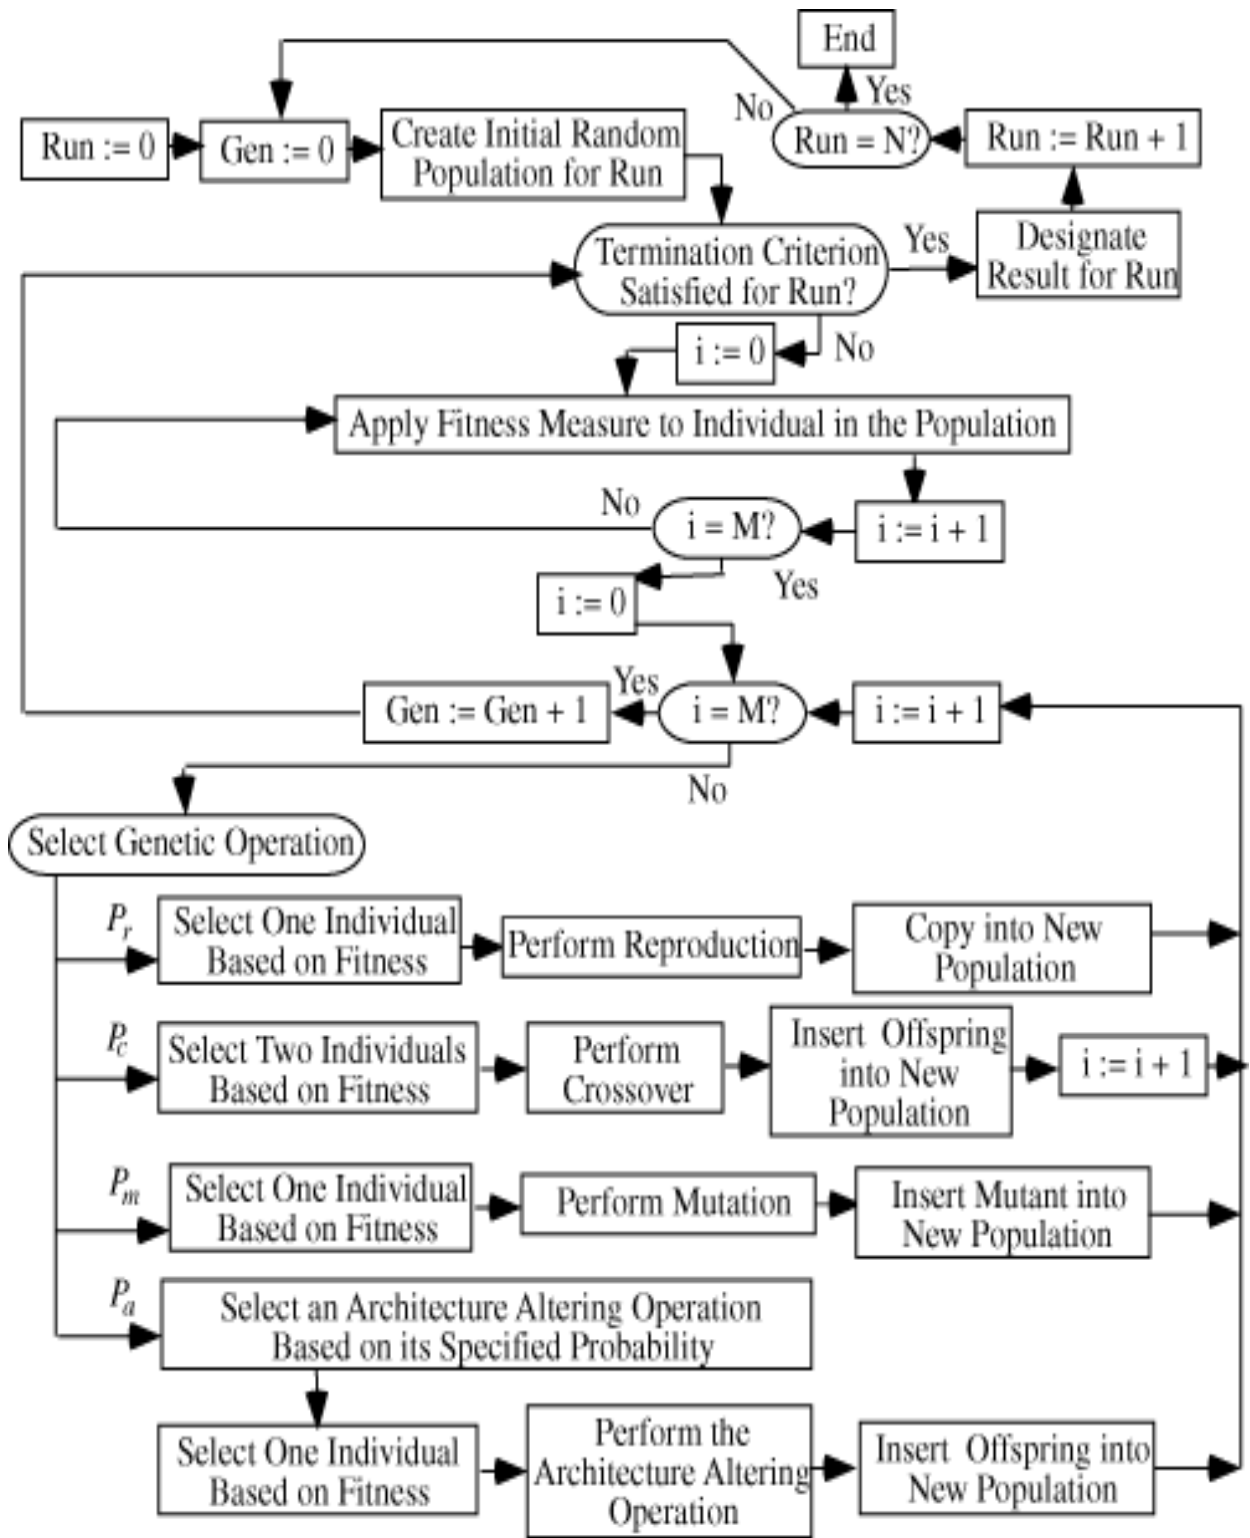 End
No
Yes
Run := 0
Gen := 0
Create Initial Random
Population for Run
Run = N?
Run := Run + 1
Termination Criterion
Satisfied for Run?
Yes
Designate
Result for Run
i := 0
No
Apply Fitness Measure to Individual in the Population
No
i = M?
i := i + 1
Yes
i := 0
Gen := Gen + 1
Yes
i = M?
i := i + 1
No
Select Genetic Operation
Pr
Select One Individual
Based on Fitness
Perform Reproduction
Copy into New
Population
Pc
Select Two Individuals
Based on Fitness
Perform
Crossover
Insert Offspring
into New
Population
i := i + 1
Pm
Select One Individual
Based on Fitness
Perform Mutation
Insert Mutant into
New Population
Pa
Select an Architecture Altering Operation
Based on its Specified Probability
Select One Individual
Based on Fitness
Perform the
Architecture Altering
Operation
Insert Offspring into
New Population